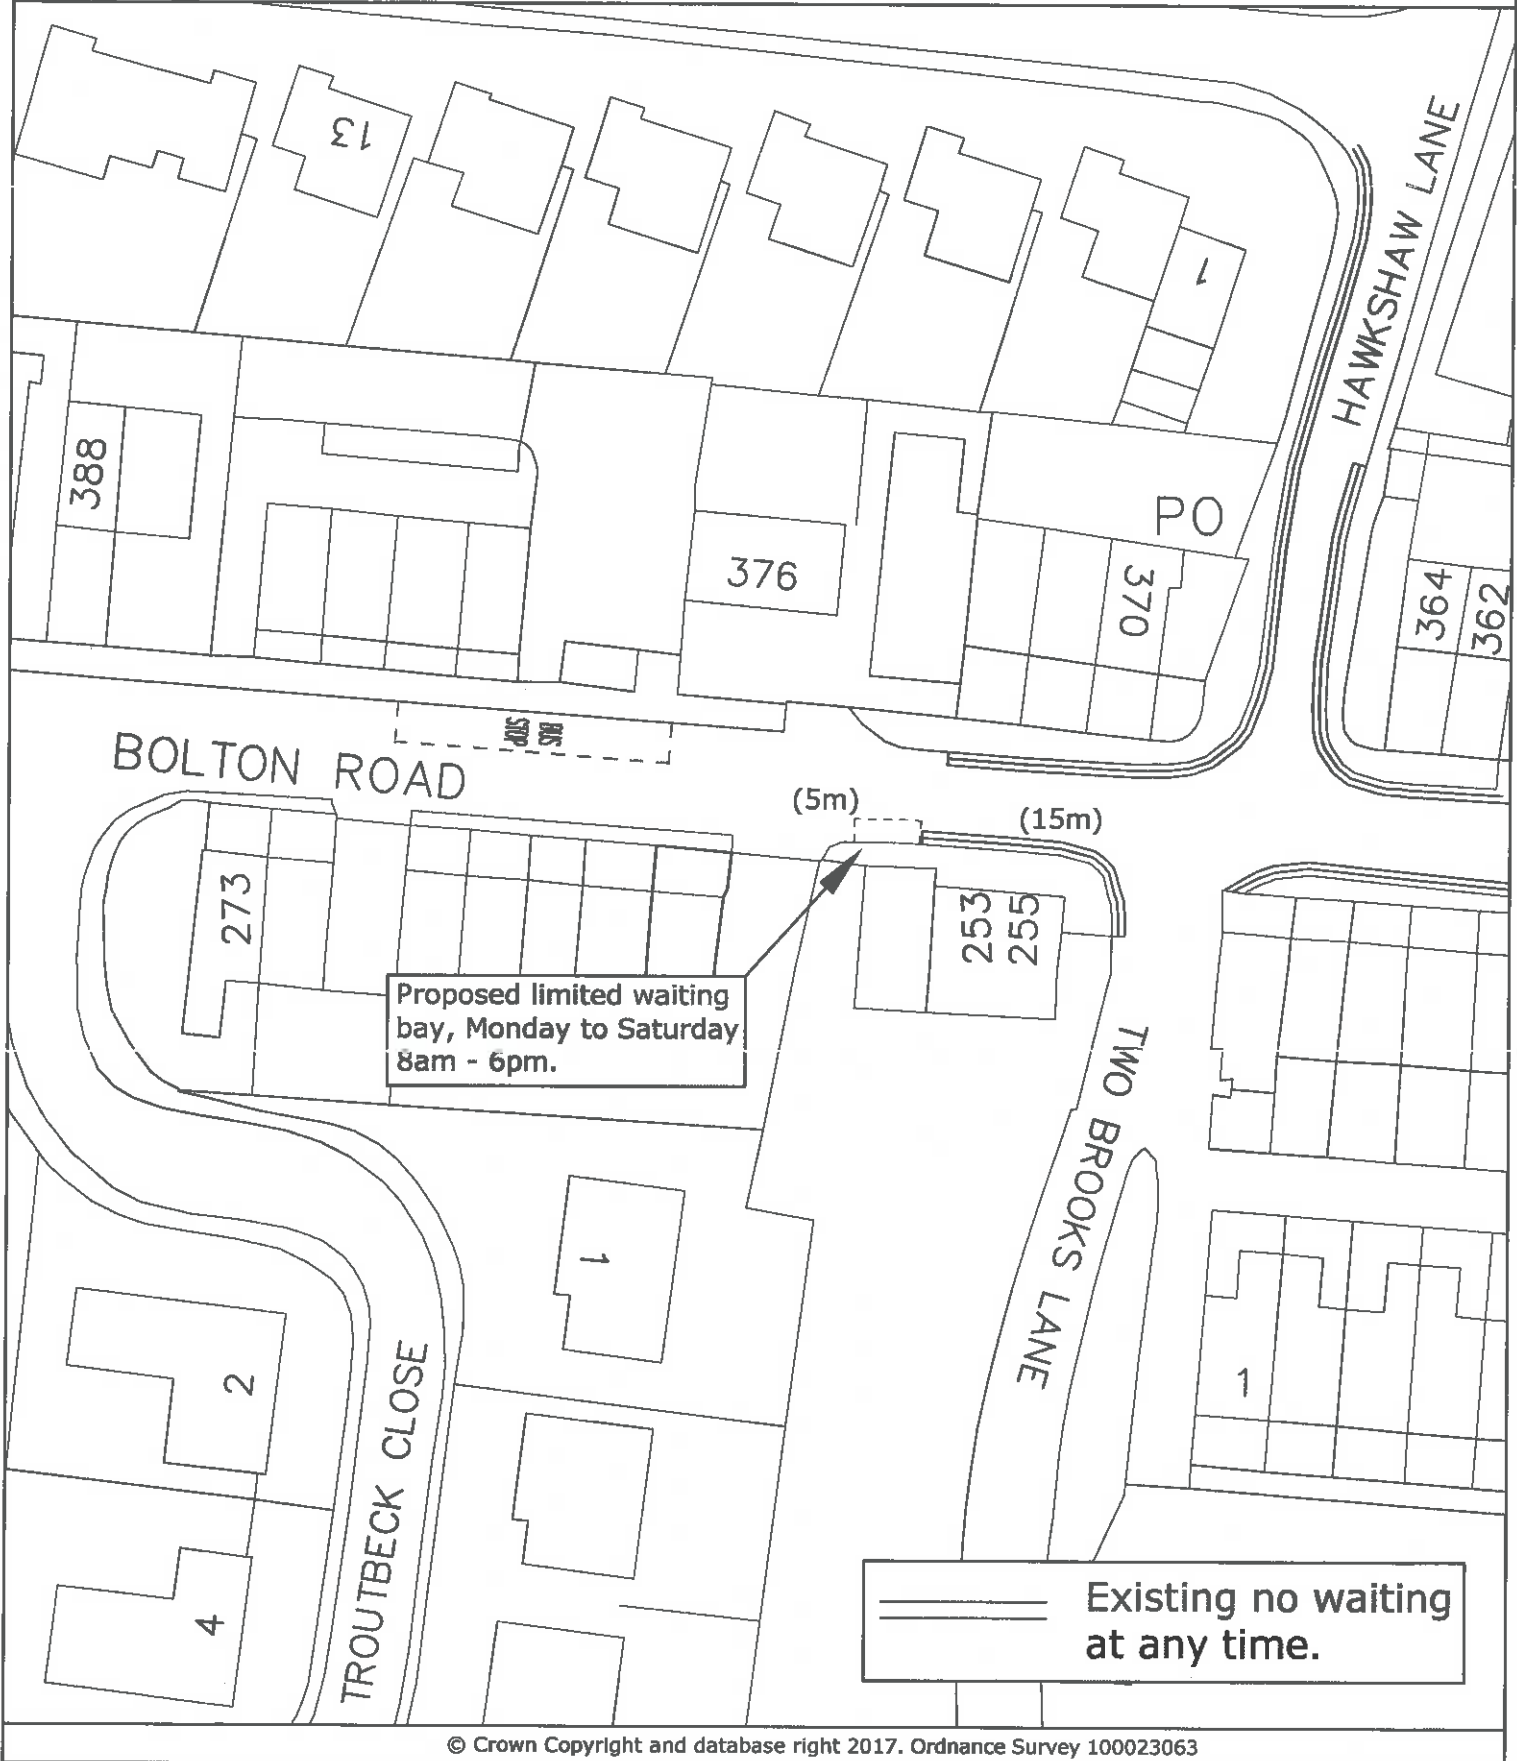 13
1
HAWKSHAW LANE
388
PO
376
370
364
362
BUS
STOP
BOLTON ROAD
(5m)
(15m)
273
253
255
Proposed limited waiting
bay, Monday to Saturday
8am - 6pm.
TWO BROOKS LANE
1
2
1
TROUTBECK CLOSE
4
Existing no waiting
at any time.
© Crown Copyright and database right 2017. Ordnance Survey 100023063